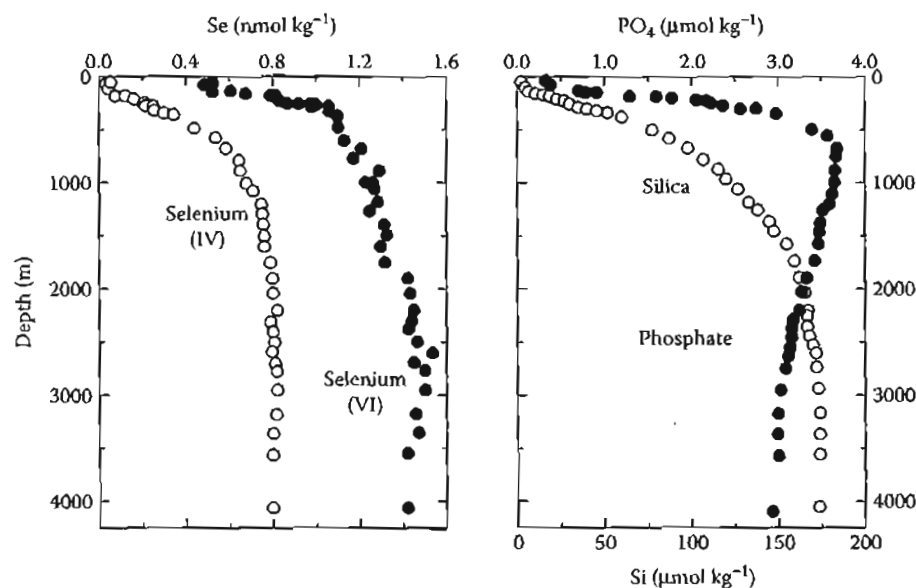 Se (nmol kg⁻¹)
0.0 0.4 0.8 1.2 1.6
0
1000
2000
3000
4000
Depth (m)
Selenium
(IV)
Selenium
(VI)
PO₄ (μmol kg⁻¹)
0.0 1.0 2.0 3.0 4.0
0
1000
2000
3000
4000
Silica
Phosphate
0 50 100 150 200
Si (μmol kg⁻¹)